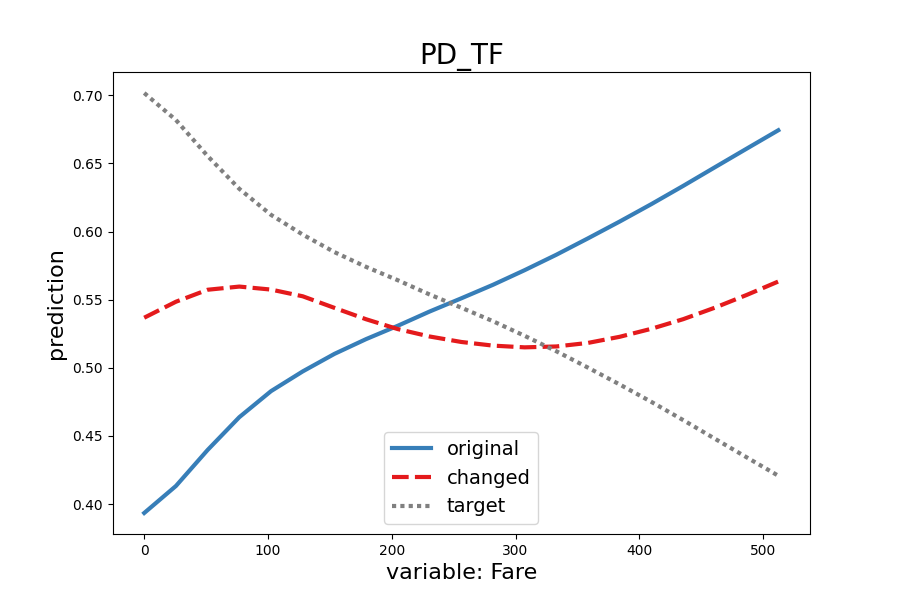 PD_TF
prediction
0.70
0.65
0.60
0.55
0.50
0.45
0.40
original
changed
target
0 100 200 300 400 500
variable: Fare